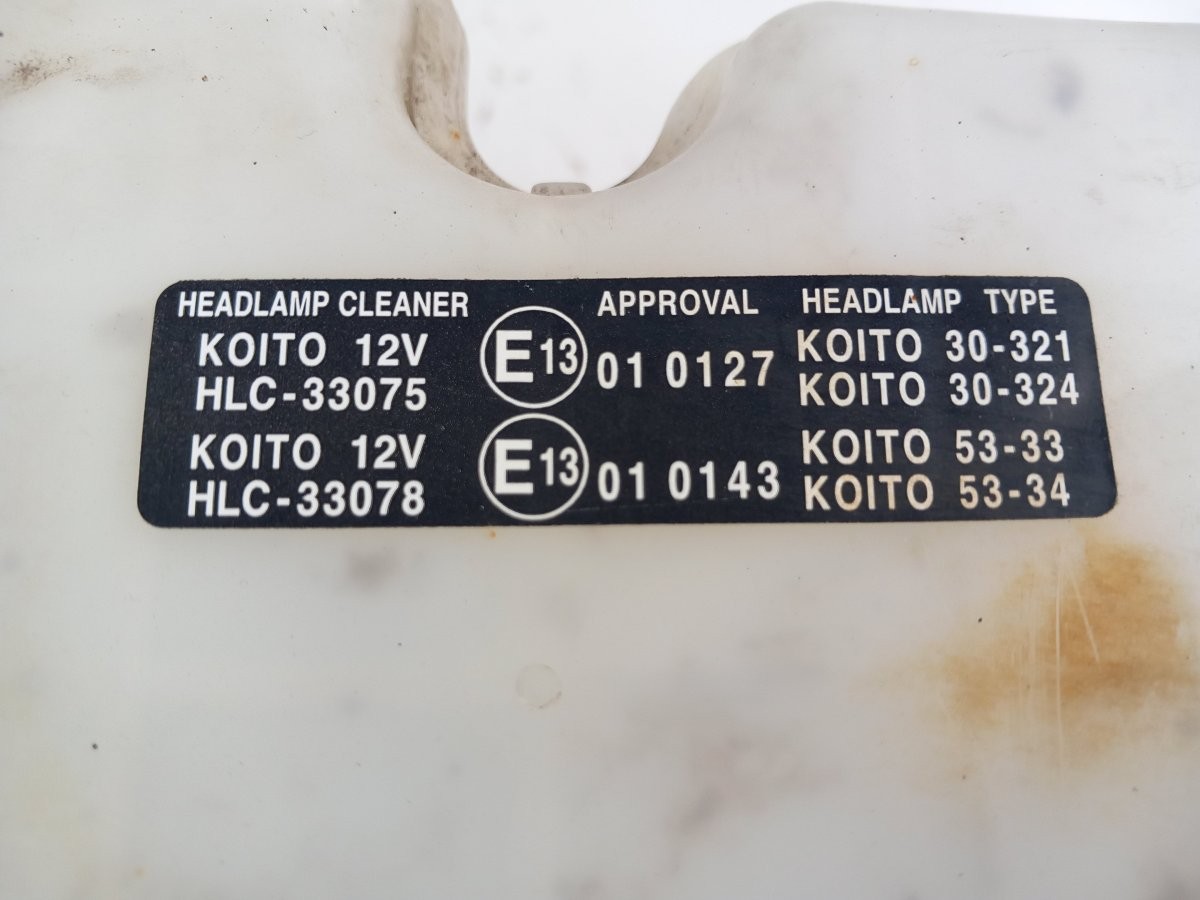 HEADLAMP CLEANER APPROVAL HEADLAMP TYPE
KOITO 12V E13 01 0127 KOITO 30-321
HLC-33075 KOITO 30-324
KOITO 12V E13 01 0143 KOITO 53-33
HLC-33078 KOITO 53-34